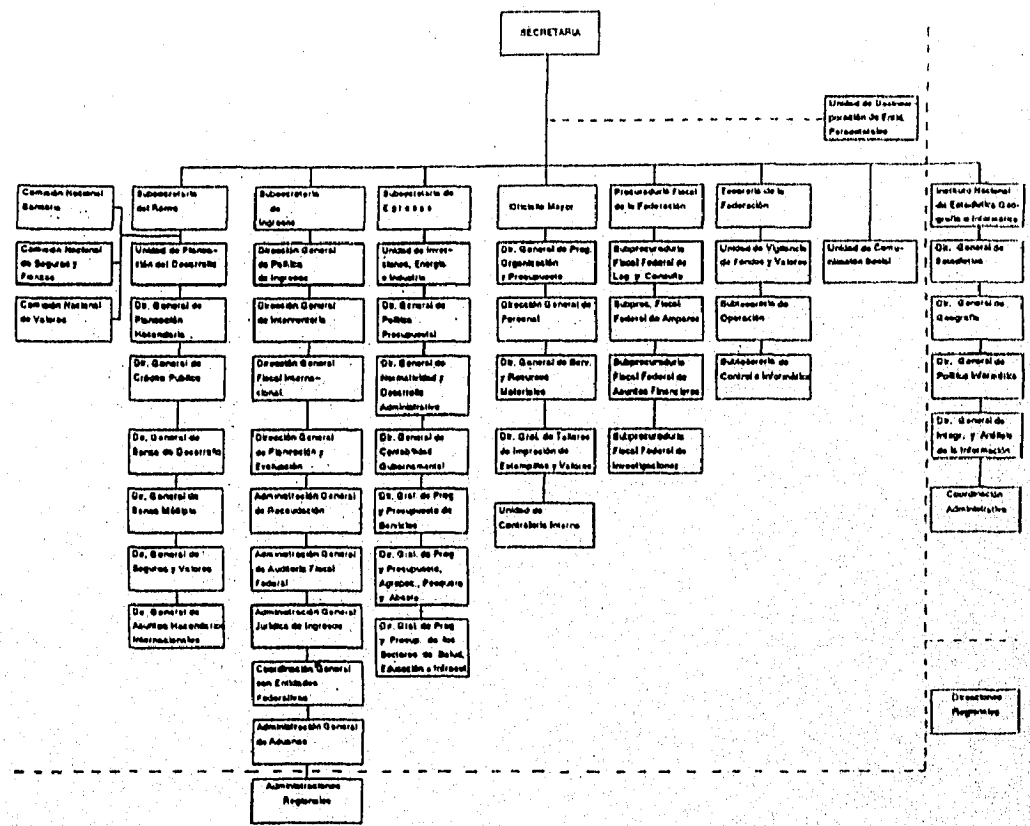 SECRETARIA
Unidad de Desincor-
poración de Entid.
Paraestatales
Comisión Nacional
Bancaria
Comisión Nacional
de Seguros y
Fianzas
Comisión Nacional
de Valores
Subsecretaría
del Ramo
Unidad de Planea-
ción del Desarrollo
Dir. General de
Planeación
Hacendaria
Dir. General de
Crédito Público
Dir. General de
Banca de Desarrollo
Dir. General de
Banca Múltiple
Dir. General de
Seguros y Valores
Dir. General de
Asuntos Hacendarios
Internacionales
Subsecretaría
de
Ingresos
Dirección General
de Política
de Ingresos
Dirección General
de Interventoría
Dirección General
Fiscal Interna-
cional
Dirección General
de Planeación y
Evaluación
Administración General
de Recaudación
Administración General
de Auditoría Fiscal
Federal
Administración General
Jurídica de Ingresos
Coordinación General
con Entidades
Federativas
Administración General
de Aduanas
Administraciones
Regionales
Subsecretaría de
Egresos
Unidad de Inver-
siones, Energía
e Industria
Dir. General de
Política
Presupuestal
Dir. General de
Normatividad y
Desarrollo
Administrativo
Dir. General de
Contabilidad
Gubernamental
Dir. Gral. de Prog.
y Presupuesto de
Servicios
Dir. Gral. de Prog.
y Presupuesto,
Agropec., Pesquero
y Abasto
Dir. Gral. de Prog.
y Presup. de los
Sectores de Salud,
Educación e Infraest.
Oficialía Mayor
Dir. General de Prog.
Organización
y Presupuesto
Dirección General de
Personal
Dir. General de Serv.
y Recursos
Materiales
Dir. Gral. de Talleres
de Impresión de
Estampillas y Valores
Unidad de
Contraloría Interna
Procuraduría Fiscal
de la Federación
Subprocuraduría
Fiscal Federal de
Leg. y Consulta
Subproc. Fiscal
Federal de Amparos
Subprocuraduría
Fiscal Federal de
Asuntos Financieros
Subprocuraduría
Fiscal Federal de
Investigaciones
Tesorería de la
Federación
Unidad de Vigilancia
de Fondos y Valores
Subtesorería de
Operación
Subtesorería de
Control e Informática
Unidad de Comu-
nicación Social
Instituto Nacional
de Estadística Geo-
grafía e Informática
Dir. General de
Estadística
Dir. General de
Geografía
Dir. General de
Política Informática
Dir. General de
Integr. y Análisis
de la Información
Coordinación
Administrativa
Direcciones
Regionales